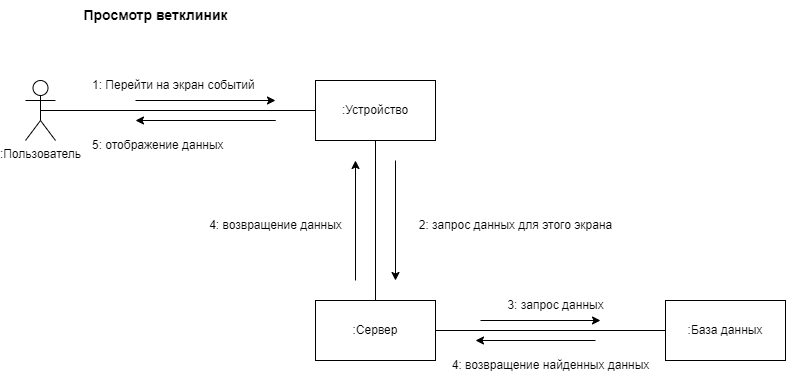 Просмотр ветклиник
1: Перейти на экран событий
:Устройство
5: отображение данных
:Пользователь
4: возвращение данных
2: запрос данных для этого экрана
3: запрос данных
:Сервер
:База данных
4: возвращение найденных данных